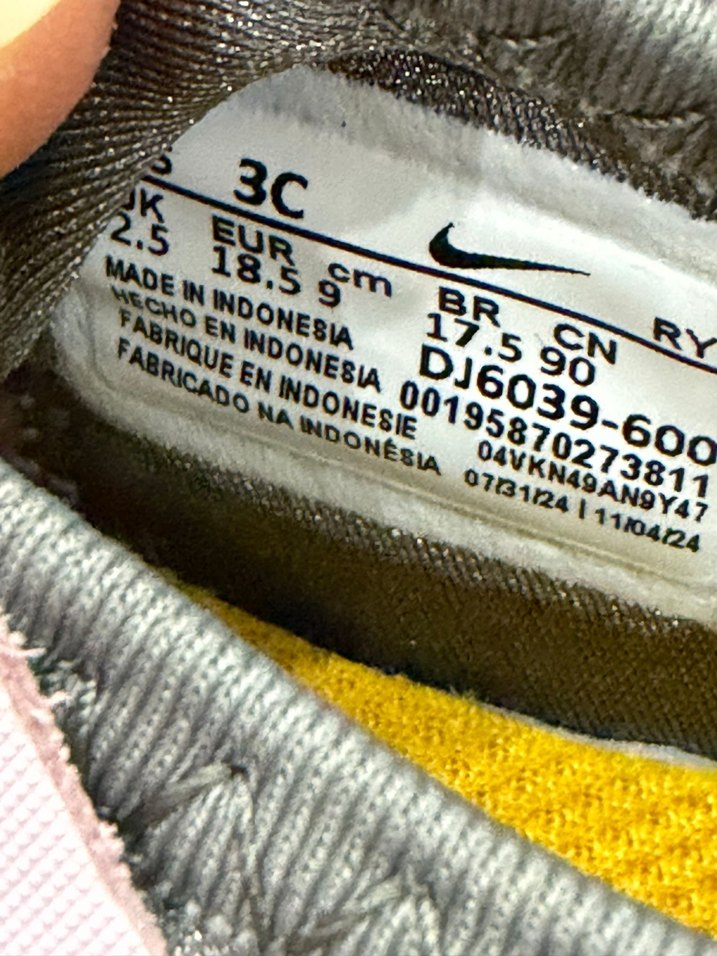 3C
UK EUR cm BR CN
2.5 18.5 9 17.5 90
RY
MADE IN INDONESIA
HECHO EN INDONESIA
FABRIQUE EN INDONESIE
FABRICADO NA INDONÉSIA
DJ6039-600
00195870273811
04VKN49AN9Y47
07/31/24 | 11/04/24